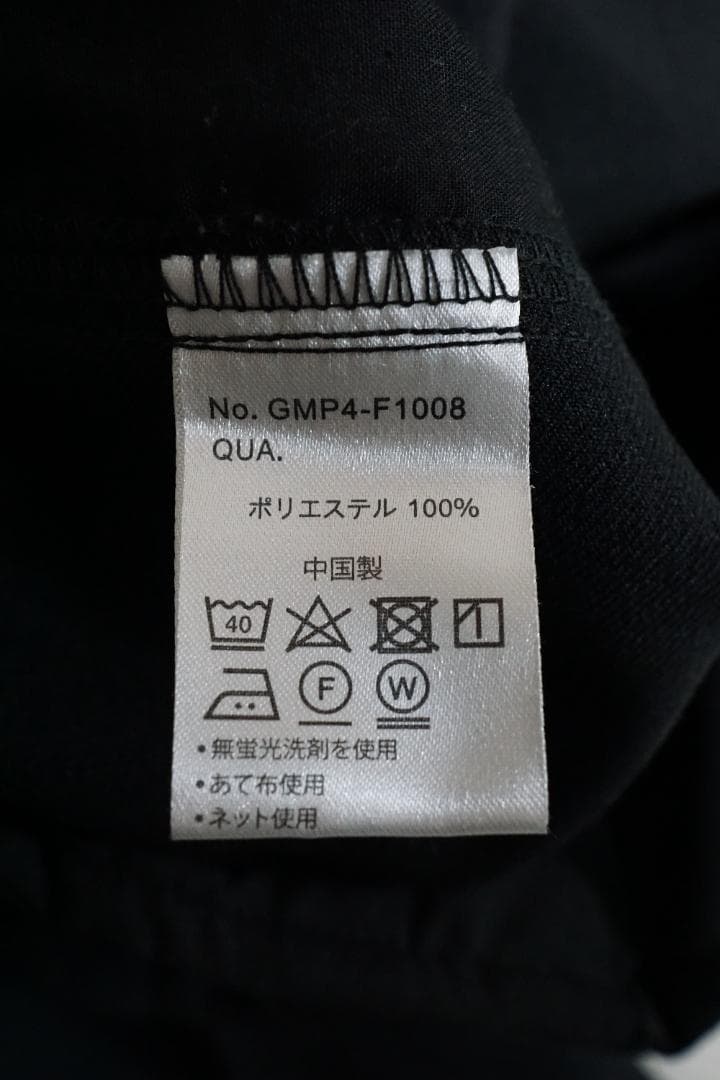 No. GMP4-F1008
QUA.
ポリエステル 100%
中国製
40
F W
・無蛍光洗剤を使用
・あて布使用
・ネット使用